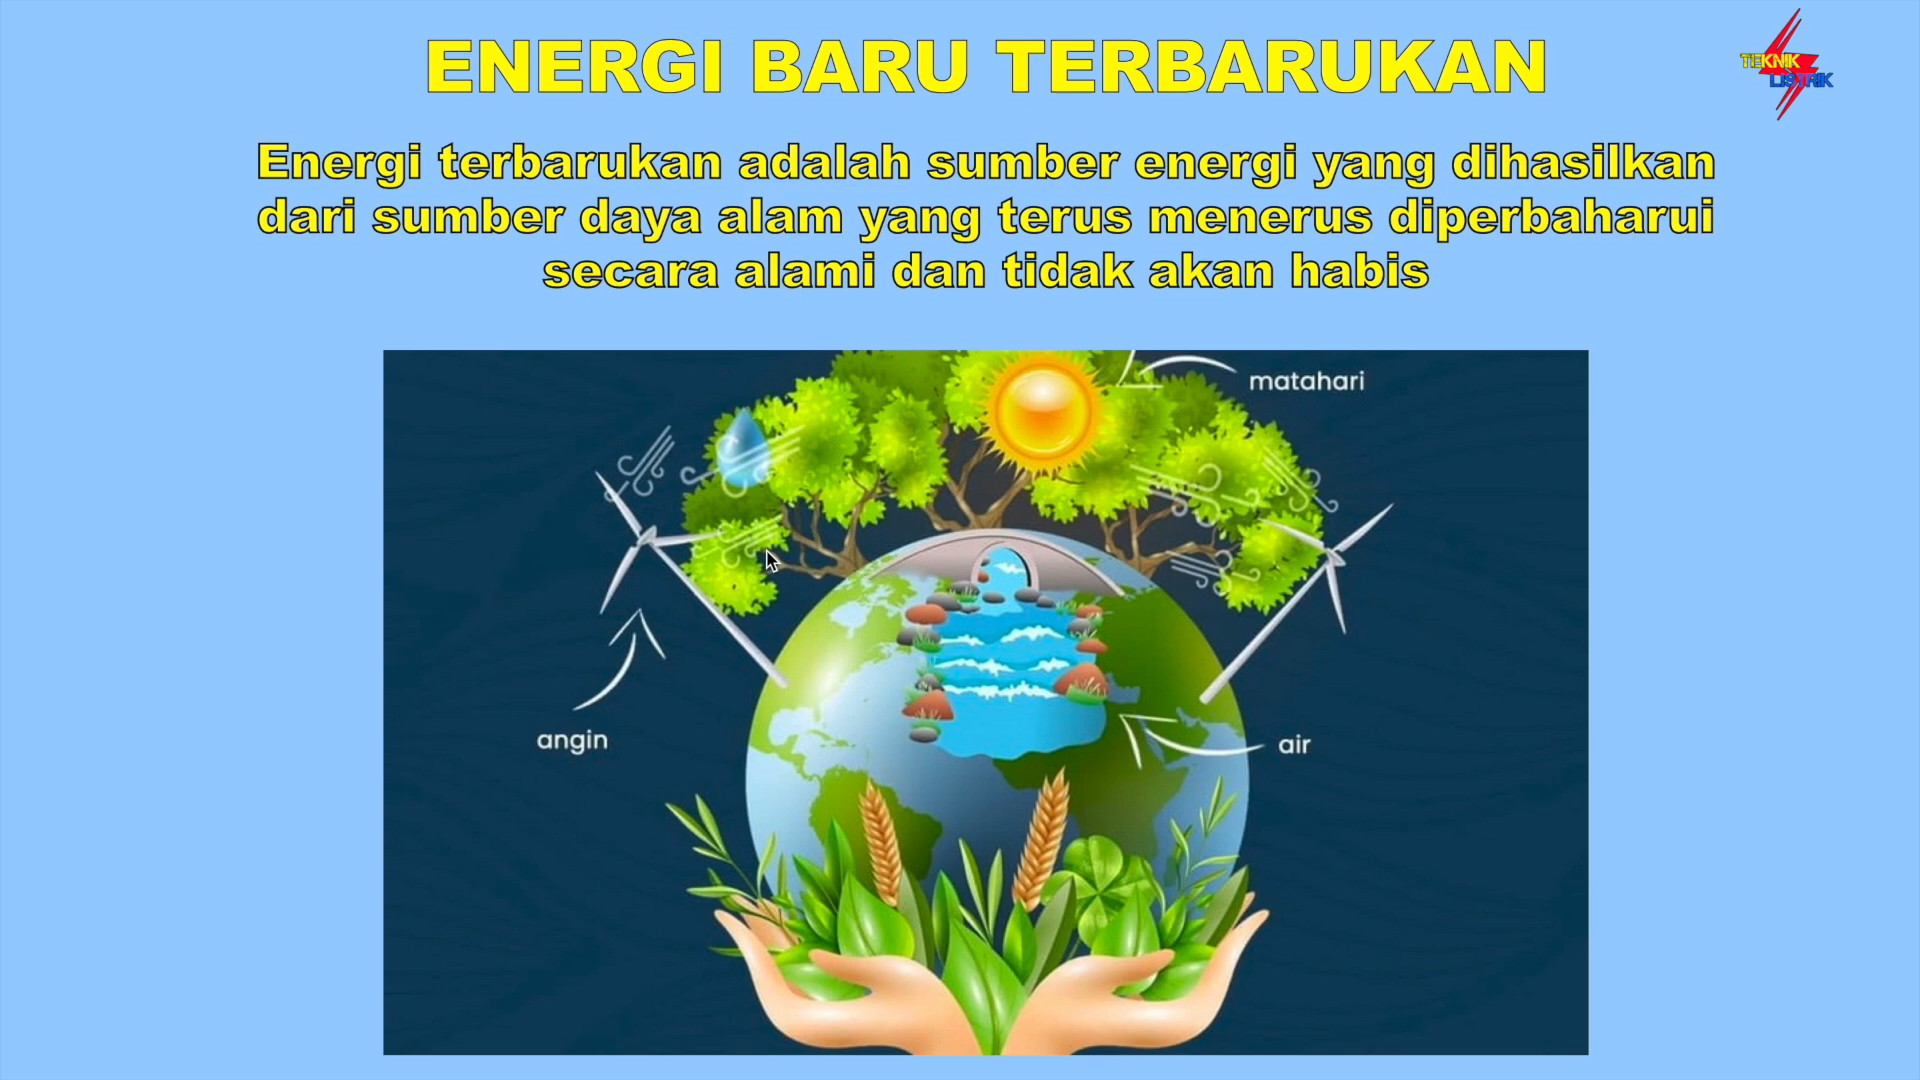 ENERGI BARU TERBARUKAN
TEKNIK
LISTRIK
Energi terbarukan adalah sumber energi yang dihasilkan
dari sumber daya alam yang terus menerus diperbaharui
secara alami dan tidak akan habis
matahari
angin
air